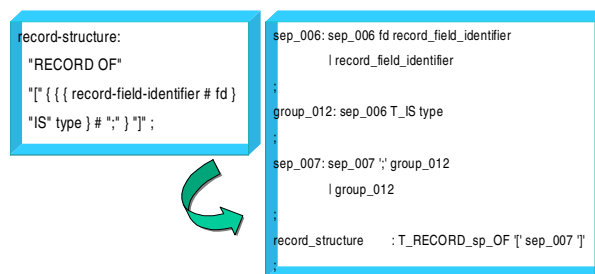 record-structure:
"RECORD OF"
"[" { { { record-field-identifier # fd }
"IS" type } # ";" } "]" ;
sep_006: sep_006 fd record_field_identifier
| record_field_identifier
;
group_012: sep_006 T_IS type
;
sep_007: sep_007 ';' group_012
| group_012
;
record_structure : T_RECORD_sp_OF '[' sep_007 ']'
;